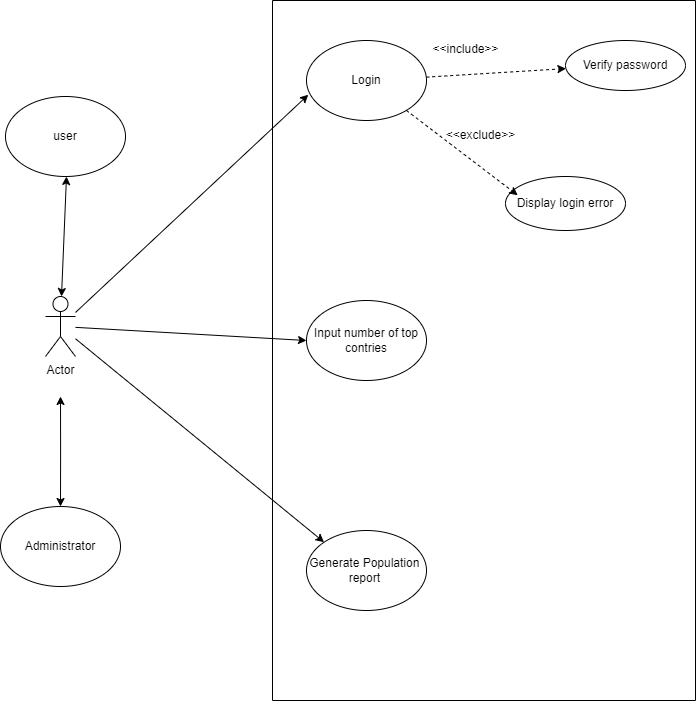 <<include>>
Login
Verify password
user
<<exclude>>
Display login error
Input number of top
contries
Actor
Administrator
Generate Population
report